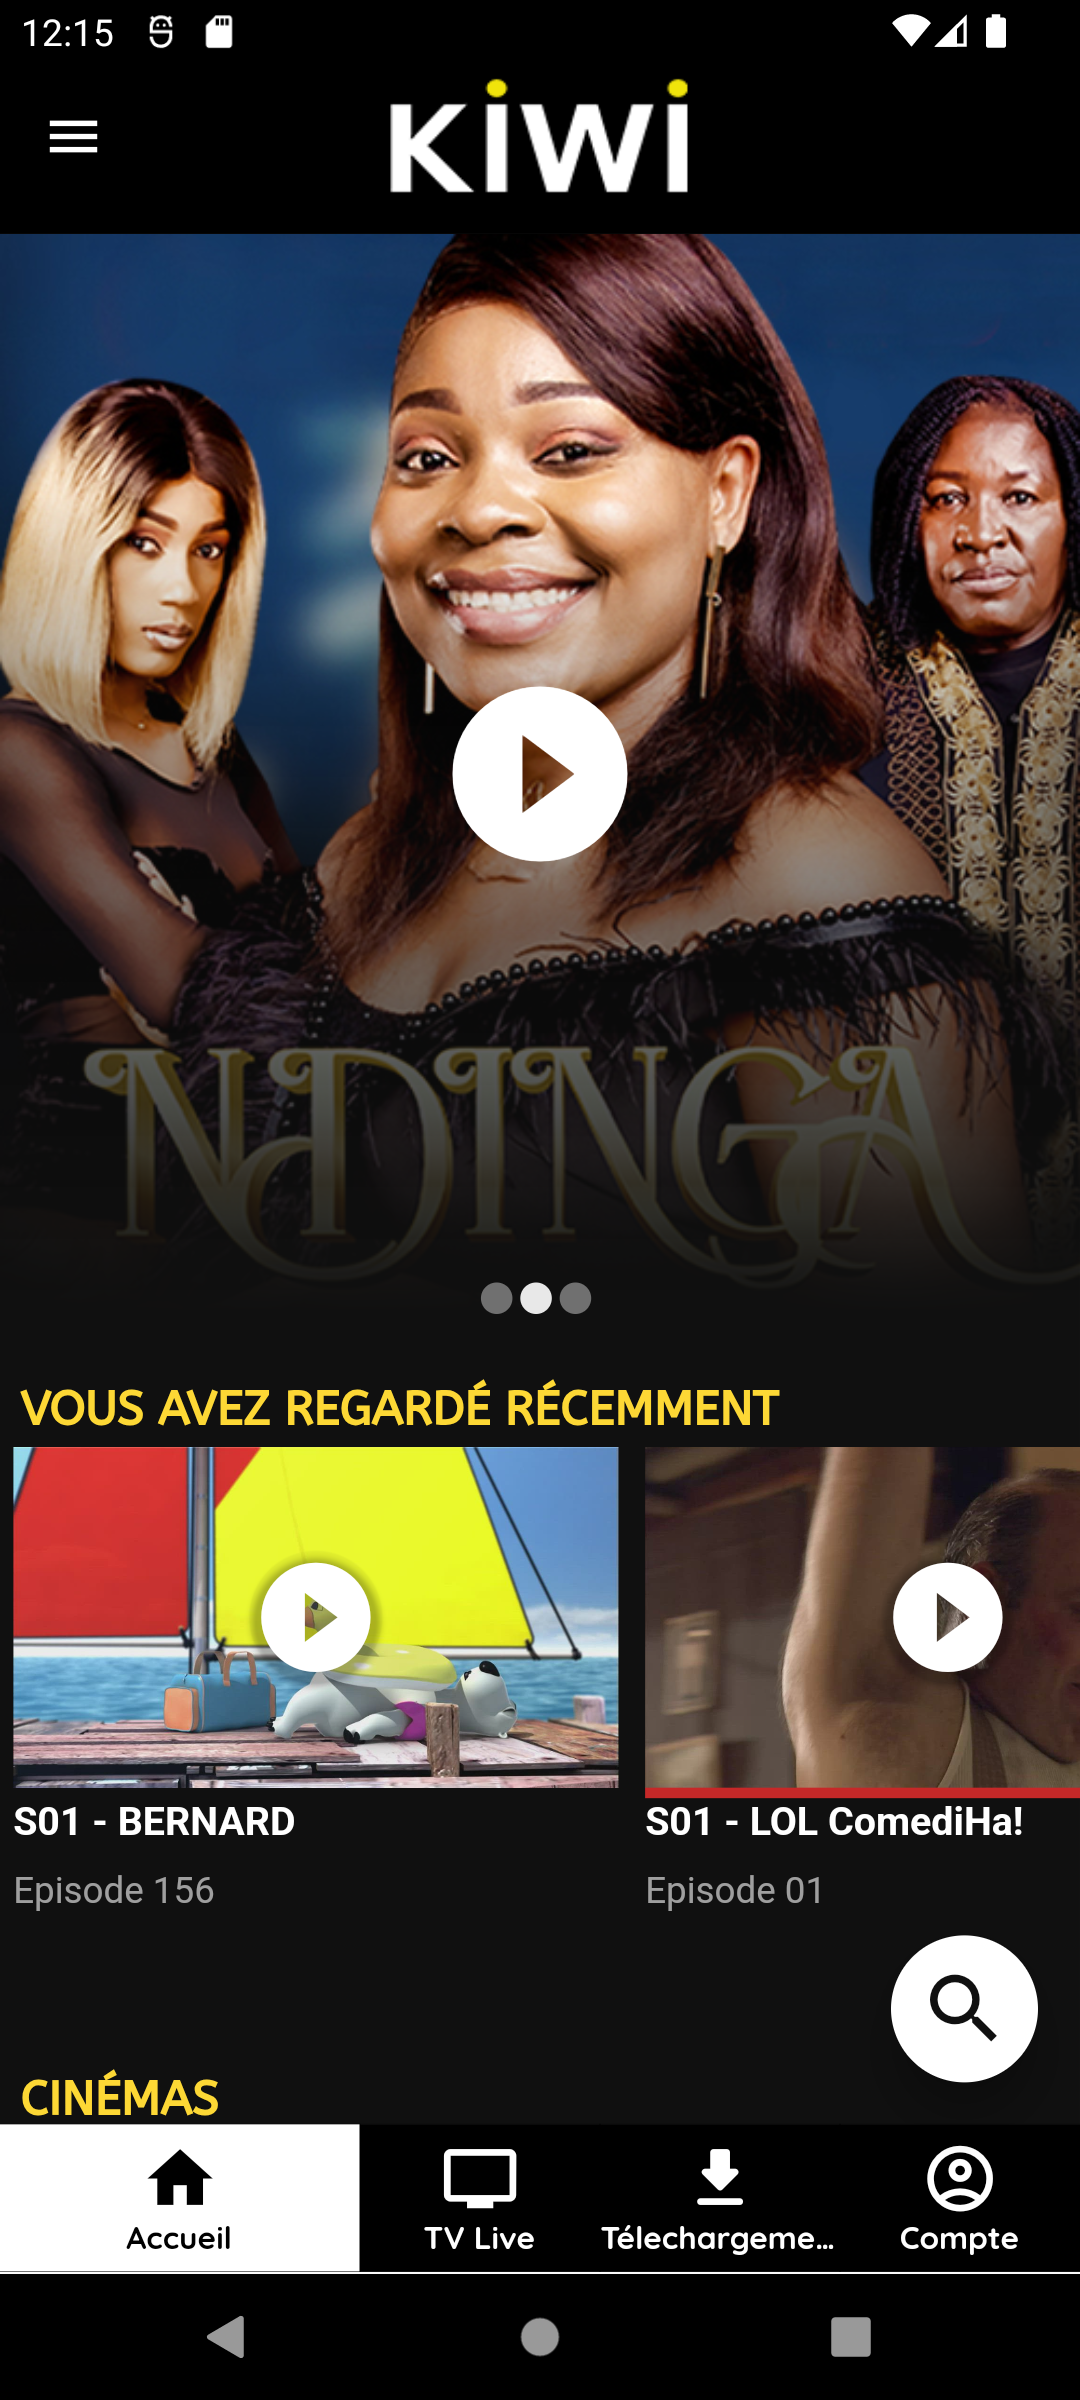 12:15
KiWi
NDINGA
VOUS AVEZ REGARDÉ RÉCEMMENT
S01 - BERNARD
Episode 156
S01 - LOL ComediHa!
Episode 01
CINÉMAS
Accueil
TV Live
Télechargeme...
Compte